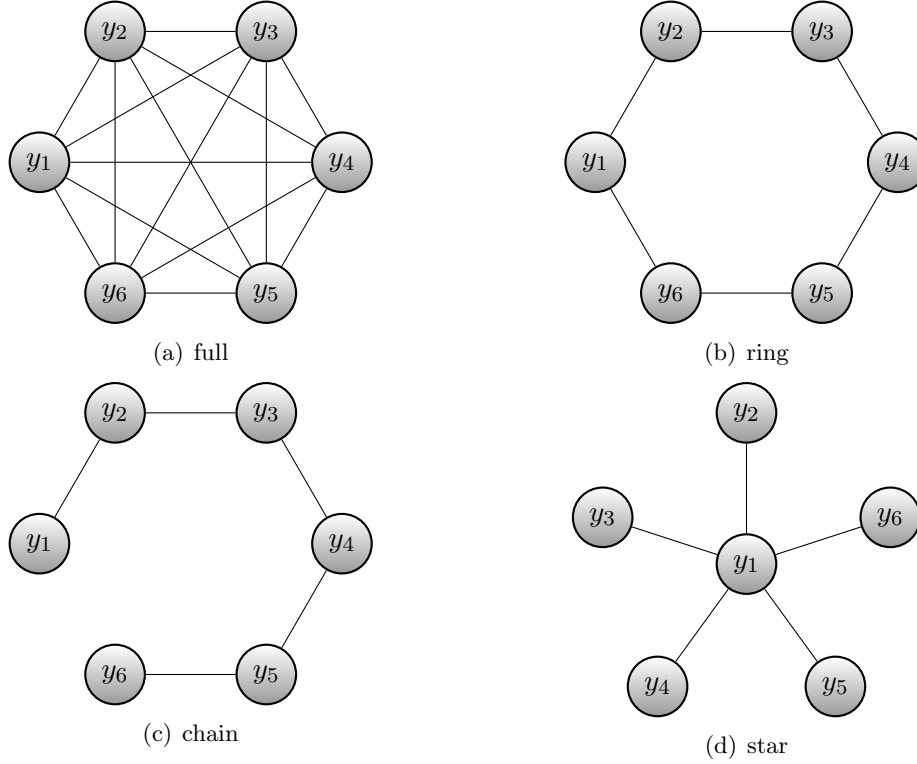 y2 y3
y1 y4
y6 y5
(a) full
y2 y3
y1 y4
y6 y5
(b) ring
y2 y3
y1 y4
y6 y5
(c) chain
y2
y3 y6
y1
y4 y5
(d) star